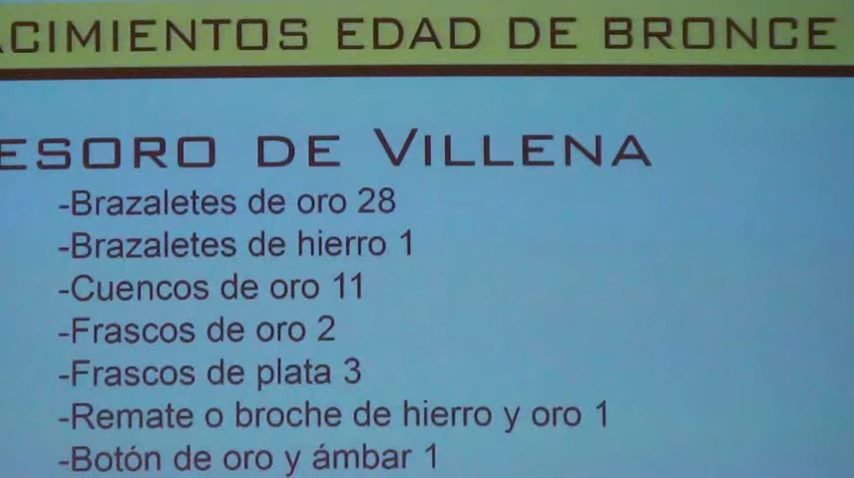 ACIMIENTOS EDAD DE BRONCE
ESORO DE VILLENA
-Brazaletes de oro 28
-Brazaletes de hierro 1
-Cuencos de oro 11
-Frascos de oro 2
-Frascos de plata 3
-Remate o broche de hierro y oro 1
-Botón de oro y ámbar 1